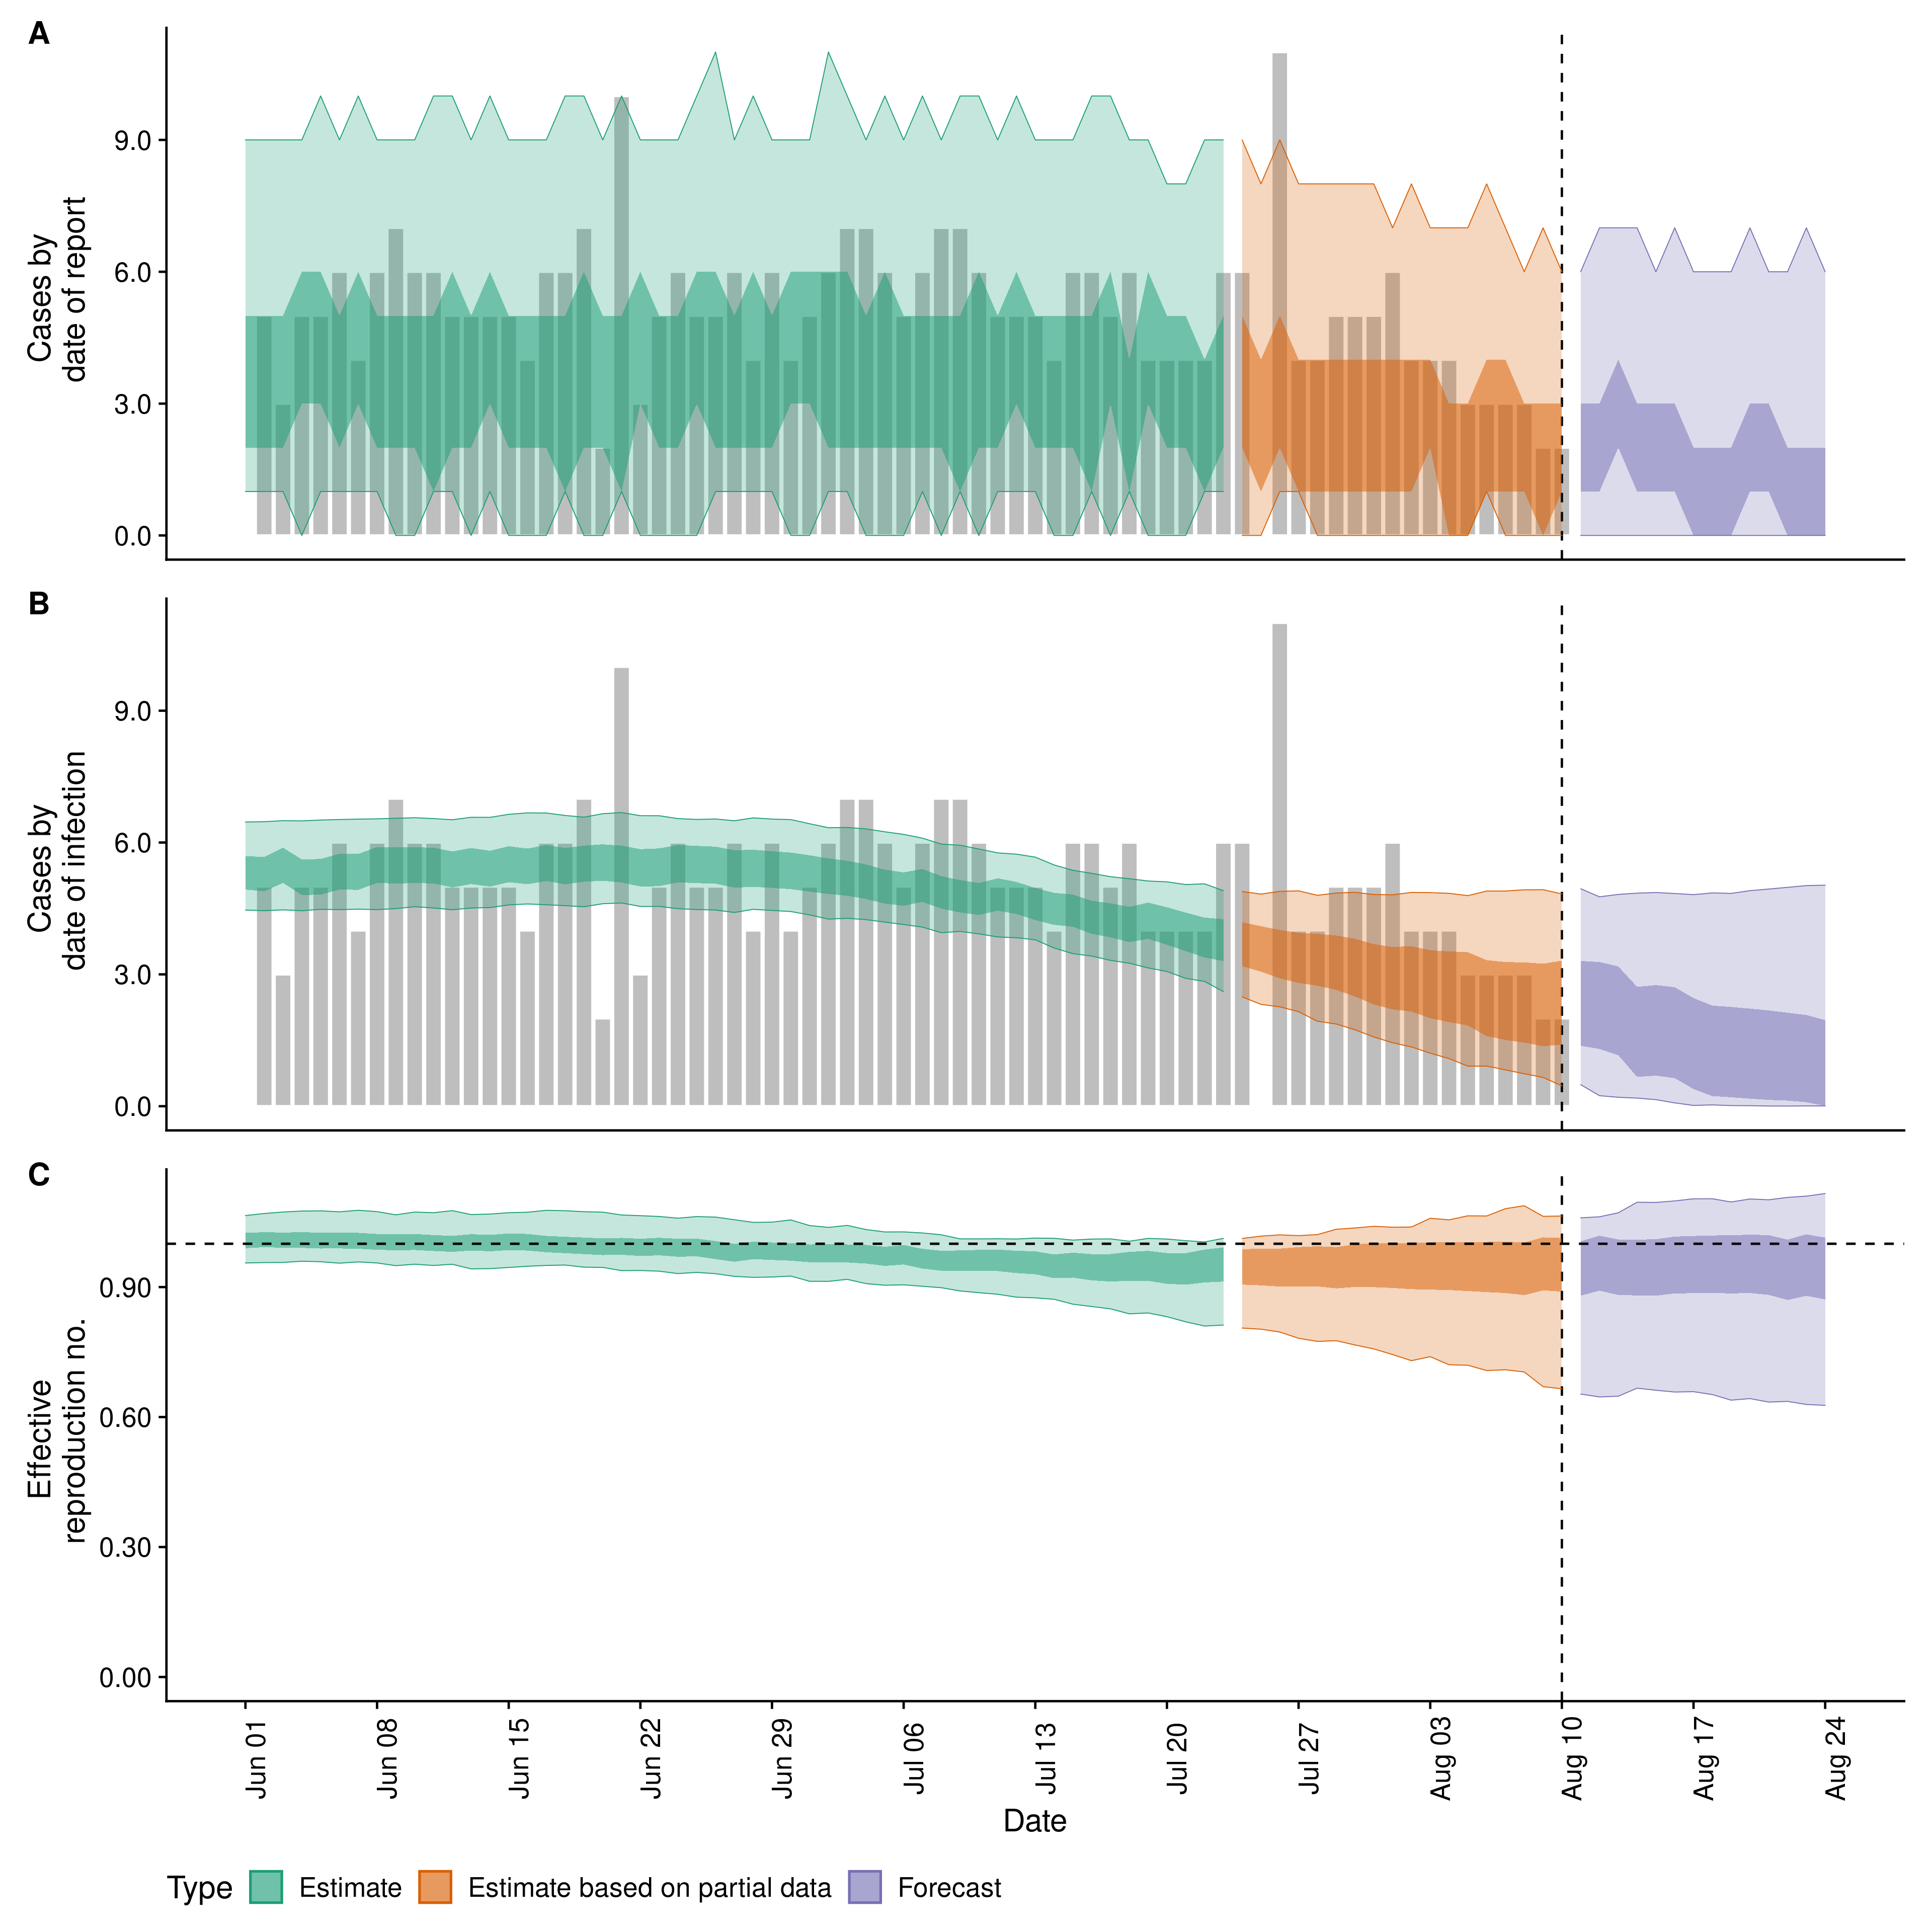 A
Cases by
date of report
9.0
6.0
3.0
0.0
B
Cases by
date of infection
9.0
6.0
3.0
0.0
C
Effective
reproduction no.
0.90
0.60
0.30
0.00
Jun 01
Jun 08
Jun 15
Jun 22
Jun 29
Jul 06
Jul 13
Jul 20
Jul 27
Aug 03
Aug 10
Aug 17
Aug 24
Date
Type Estimate Estimate based on partial data Forecast